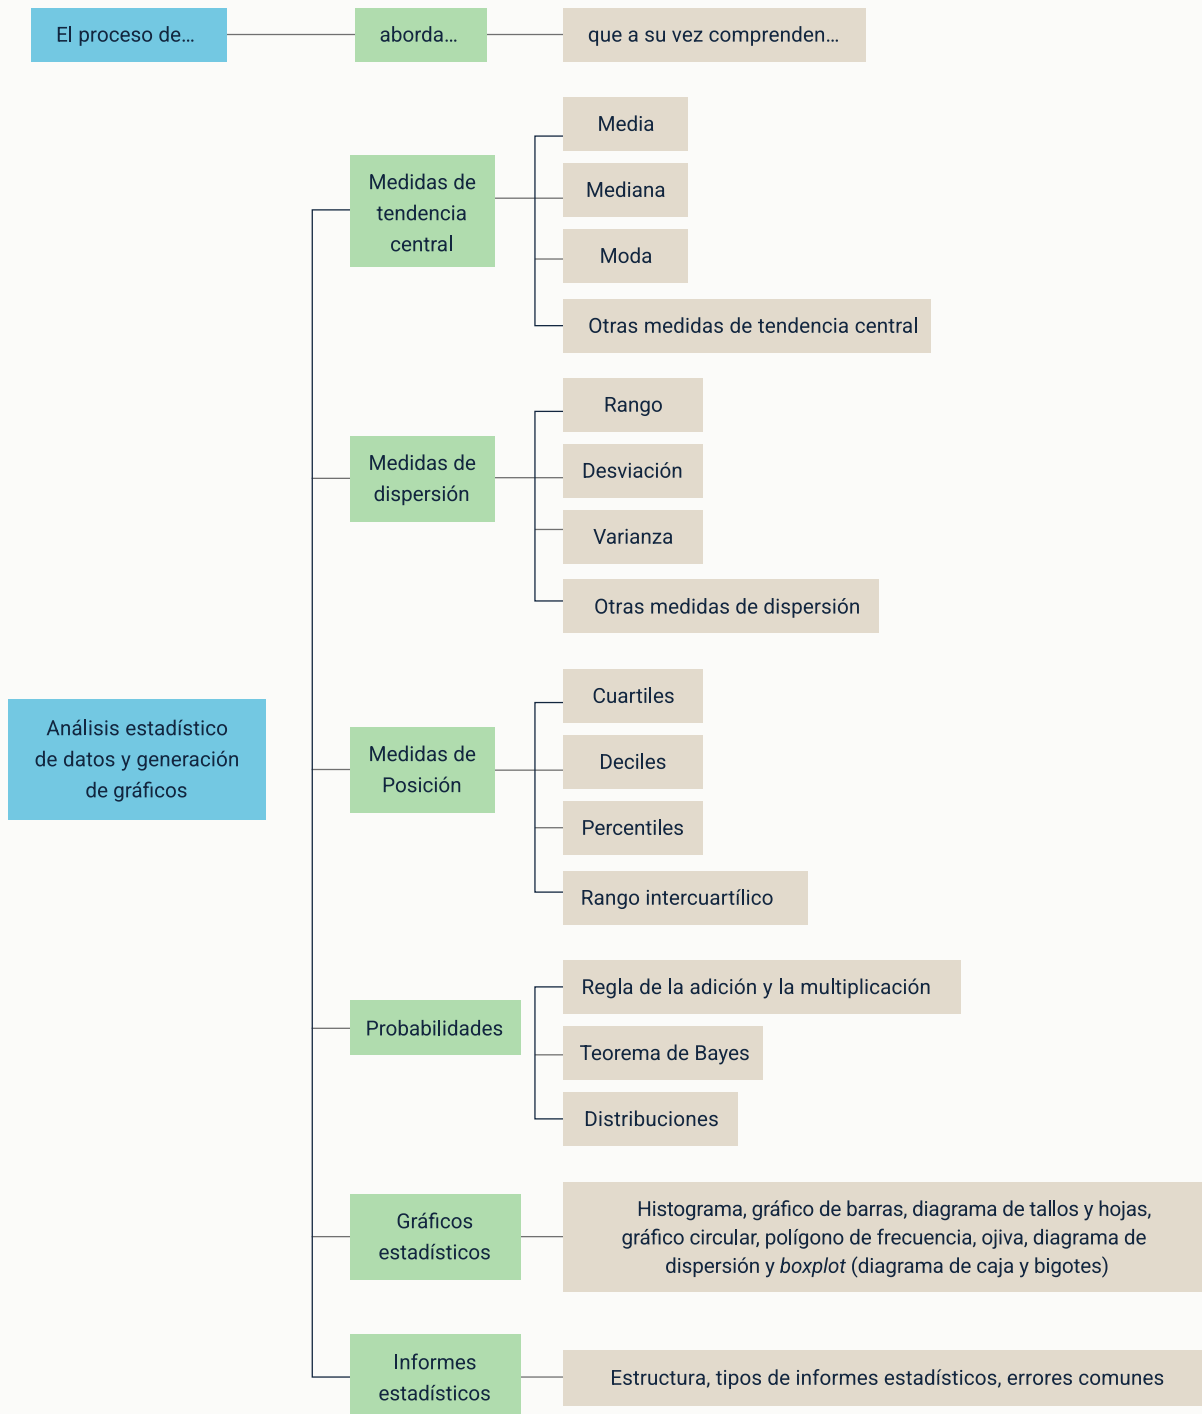 El proceso de...
aborda...
que a su vez comprenden...
Medidas de
tendencia
central
Media
Mediana
Moda
Otras medidas de tendencia central
Medidas de
dispersión
Rango
Desviación
Varianza
Otras medidas de dispersión
Análisis estadístico
de datos y generación
de gráficos
Medidas de
Posición
Cuartiles
Deciles
Percentiles
Rango intercuartílico
Probabilidades
Regla de la adición y la multiplicación
Teorema de Bayes
Distribuciones
Gráficos
estadísticos
Histograma, gráfico de barras, diagrama de tallos y hojas,
gráfico circular, polígono de frecuencia, ojiva, diagrama de
dispersión y boxplot (diagrama de caja y bigotes)
Informes
estadísticos
Estructura, tipos de informes estadísticos, errores comunes